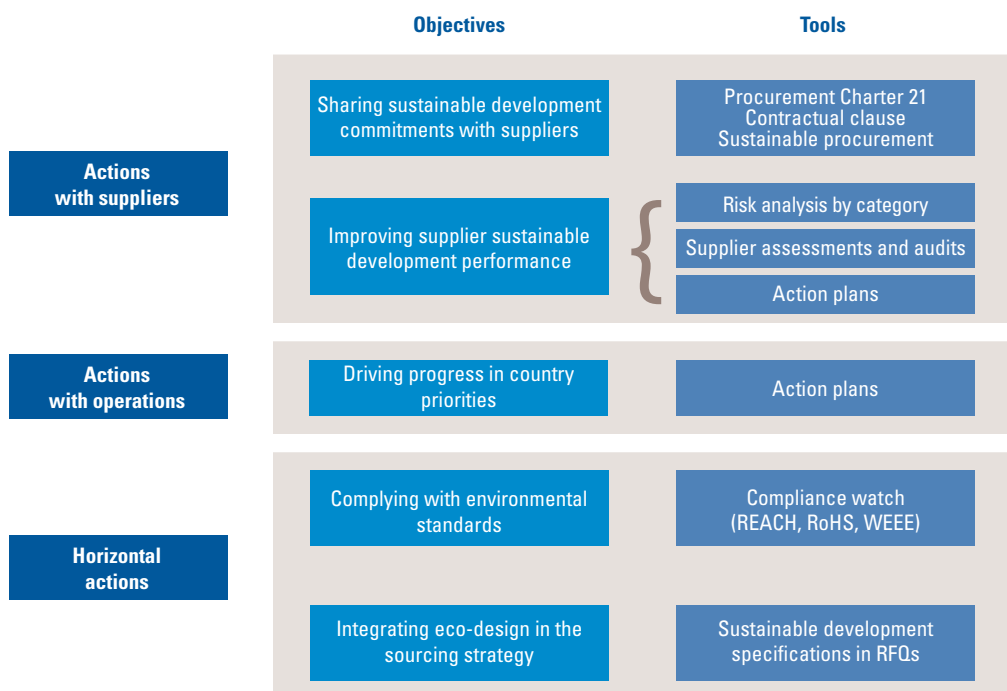 Objectives
Tools
Actions
with suppliers
Sharing sustainable development
commitments with suppliers
Procurement Charter 21
Contractual clause
Sustainable procurement
Improving supplier sustainable
development performance
Risk analysis by category
Supplier assessments and audits
Action plans
Actions
with operations
Driving progress in country
priorities
Action plans
Horizontal
actions
Complying with environmental
standards
Compliance watch
(REACH, RoHS, WEEE)
Integrating eco-design in the
sourcing strategy
Sustainable development
specifications in RFQs